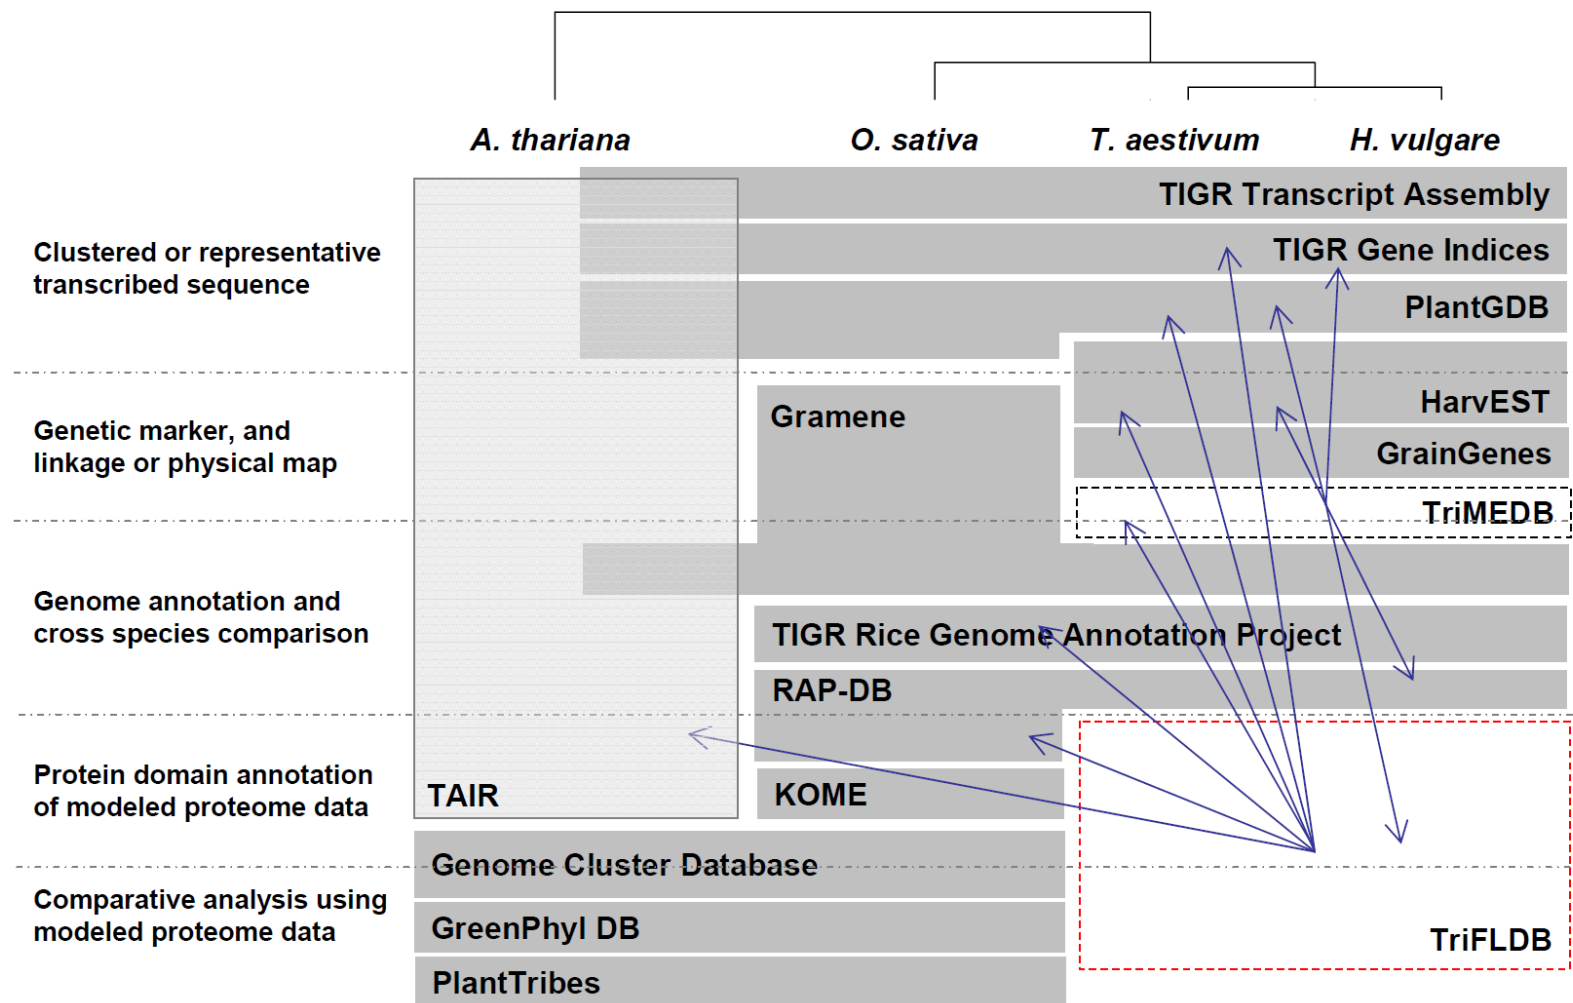 A. thariana O. sativa T. aestivum H. vulgare
TIGR Transcript Assembly
Clustered or representative
transcribed sequence
TIGR Gene Indices
PlantGDB
Genetic marker, and
linkage or physical map
Gramene
HarvEST
GrainGenes
TriMEDB
Genome annotation and
cross species comparison
TIGR Rice Genome Annotation Project
RAP-DB
Protein domain annotation
of modeled proteome data
TAIR
KOME
Genome Cluster Database
Comparative analysis using
modeled proteome data
GreenPhyl DB
TriFLDB
PlantTribes